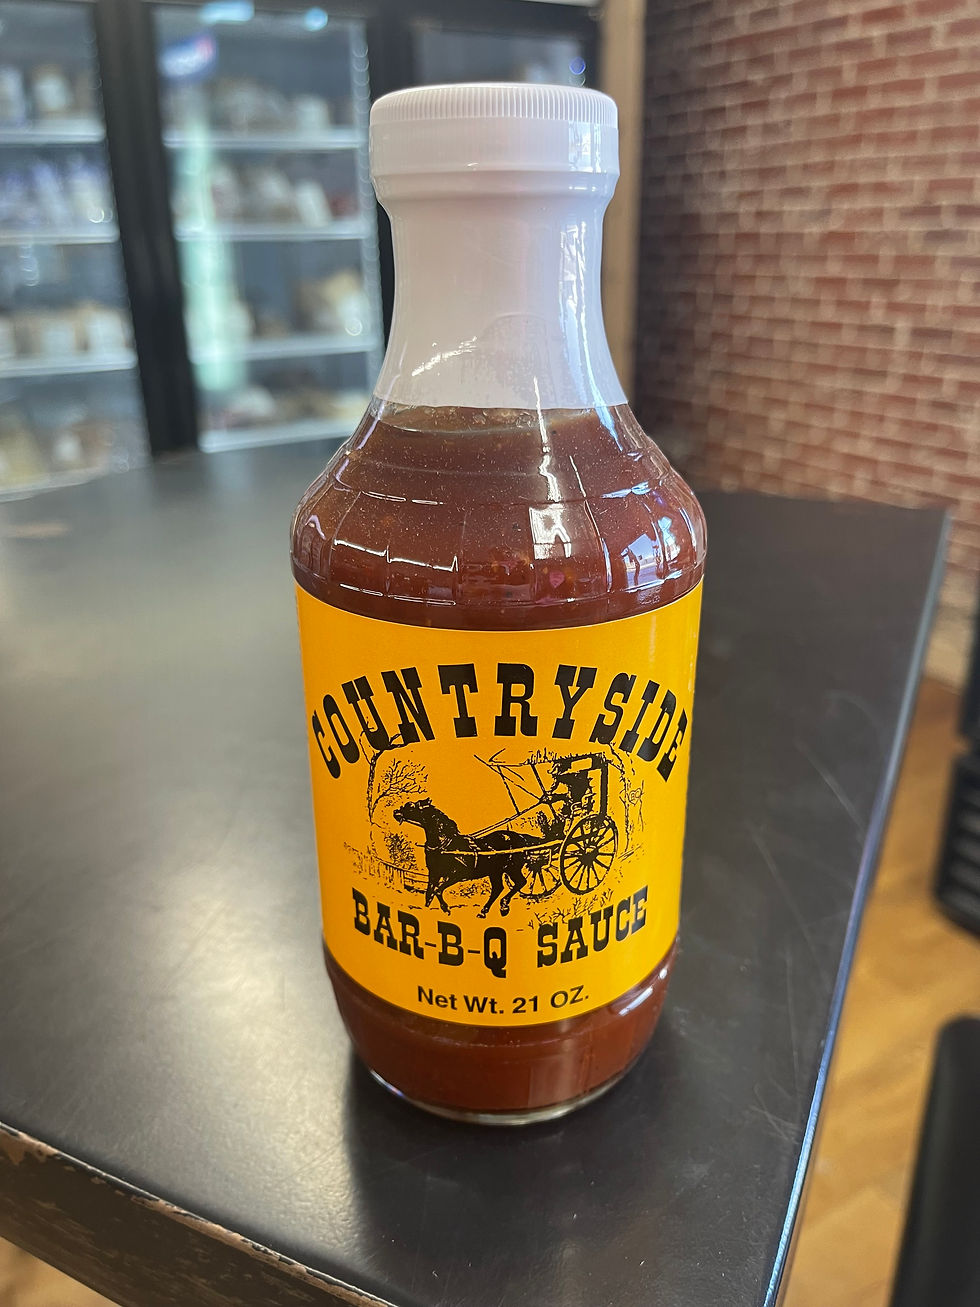 COUNTRYSIDE
BAR-B-Q SAUCE
Net Wt. 21 OZ.